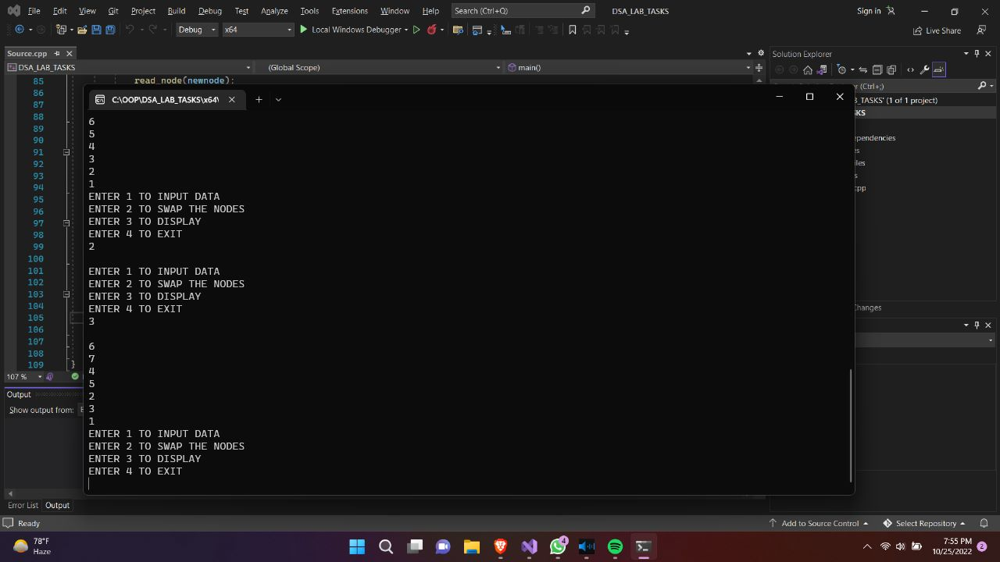 File Edit View Git Project Build Debug Test Analyze Tools Extensions Window Help Search (Ctrl+Q) DSA_LAB_TASKS Sign in
Debug x64 Local Windows Debugger Live Share
Source.cpp Solution Explorer
DSA_LAB_TASKS (Global Scope) main()
85 read_node(newnode);
86
87
88
89
90
91
92
93
94
95
96
97
98
99
100
101
102
103
104
105
106
107
108
109 }
(Ctrl+;)
B_TASKS' (1 of 1 project)
KS
ependencies
es
iles
s
cpp
Changes
C:\OOP\DSA_LAB_TASKS\x64\
6
5
4
3
2
1
ENTER 1 TO INPUT DATA
ENTER 2 TO SWAP THE NODES
ENTER 3 TO DISPLAY
ENTER 4 TO EXIT
2
ENTER 1 TO INPUT DATA
ENTER 2 TO SWAP THE NODES
ENTER 3 TO DISPLAY
ENTER 4 TO EXIT
3
6
7
4
5
2
3
1
ENTER 1 TO INPUT DATA
ENTER 2 TO SWAP THE NODES
ENTER 3 TO DISPLAY
ENTER 4 TO EXIT
107 %
Output
Show output from:
Error List Output
Ready Add to Source Control Select Repository
78°F
Haze
4
7:55 PM
10/25/2022
2